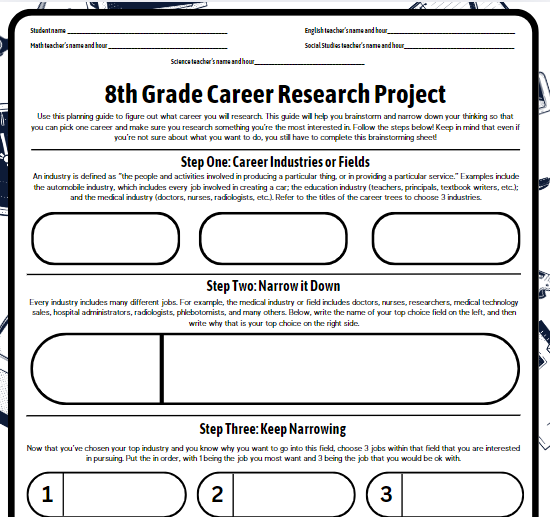 Student name
English teacher's name and hour
Math teacher's name and hour
Social Studies teacher's name and hour
Science teacher's name and hour
8th Grade Career Research Project
Use this planning guide to figure out what career you will research. This guide will help you brainstorm and narrow down your thinking so that
you can pick one career and make sure you research something you're the most interested in. Follow the steps below! Keep in mind that even if
you're not sure about what you want to do, you still have to complete this brainstorming sheet!
Step One: Career Industries or Fields
An industry is defined as "the people and activities involved in producing a particular thing, or in providing a particular service." Examples include
the automobile industry, which includes every job involved in creating a car; the education industry (teachers, principals, textbook writers, etc.);
and the medical industry (doctors, nurses, radiologists, etc.). Refer to the titles of the career trees to choose 3 industries.
Step Two: Narrow it Down
Every industry includes many different jobs. For example, the medical industry or field includes doctors, nurses, researchers, medical technology
sales, hospital administrators, radiologists, phlebotomists, and many others. Below, write the name of your top choice field on the left, and then
write why that is your top choice on the right side.
Step Three: Keep Narrowing
Now that you've chosen your top industry and you know why you want to go into this field, choose 3 jobs within that field that you are interested
in pursuing. Put the in order, with 1 being the job you most want and 3 being the job that you would be ok with.
1
2
3